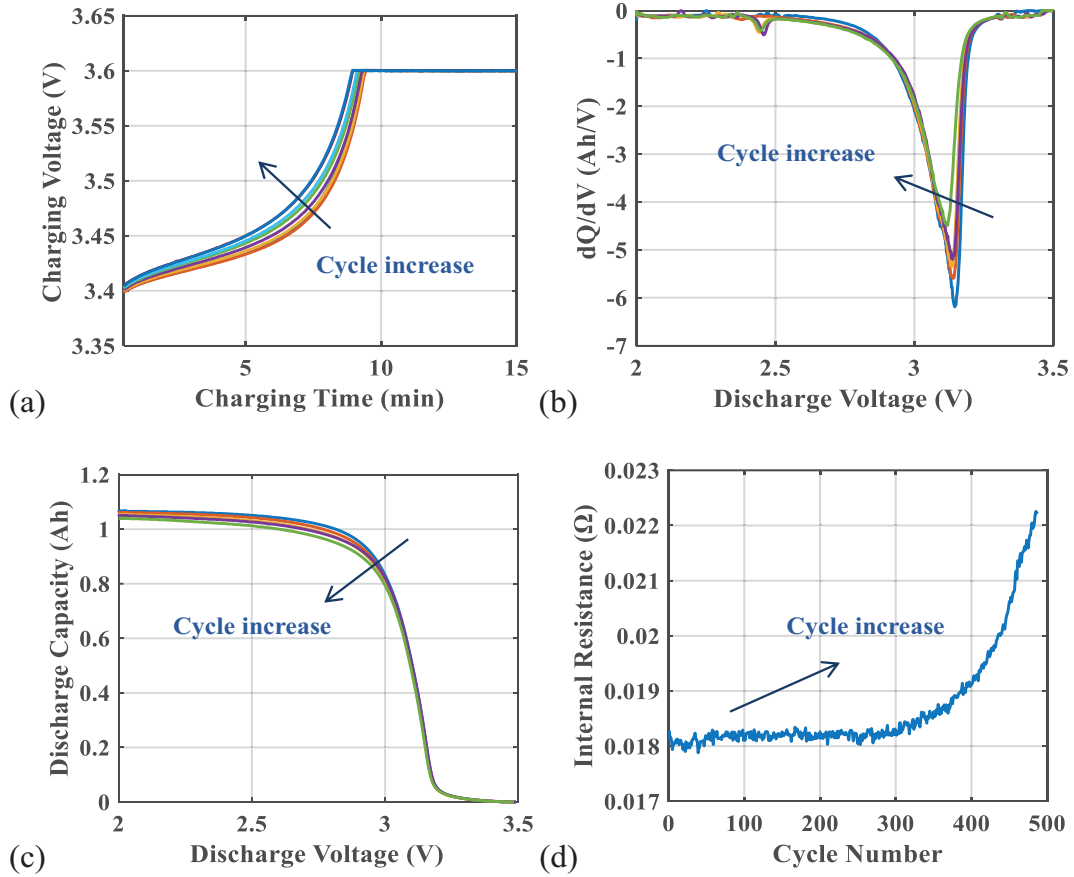 3.65
3.6
3.55
3.5
3.45
3.4
3.35
Charging Voltage (V)
Cycle increase
5
10
15
Charging Time (min)
(a)
0
-1
-2
-3
-4
-5
-6
-7
dQ/dV (Ah/V)
Cycle increase
2
2.5
3
3.5
Discharge Voltage (V)
(b)
1.2
1
0.8
0.6
0.4
0.2
0
Discharge Capacity (Ah)
Cycle increase
2
2.5
3
3.5
Discharge Voltage (V)
(c)
0.023
0.022
0.021
0.02
0.019
0.018
0.017
Internal Resistance (Ω)
Cycle increase
0
100
200
300
400
500
Cycle Number
(d)